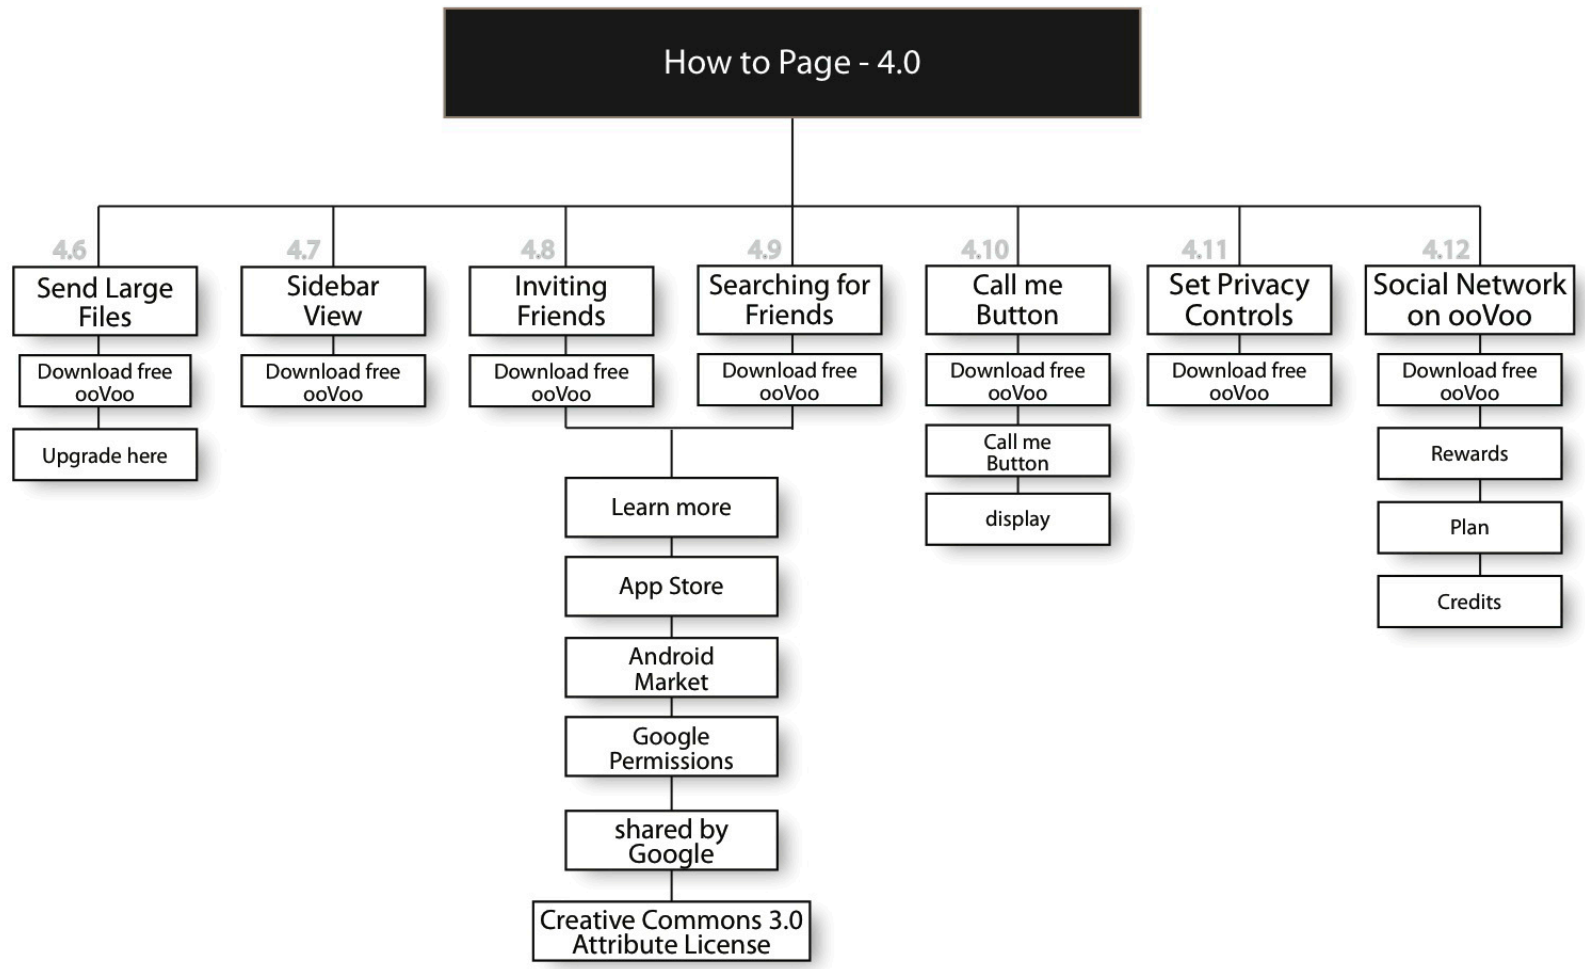 How to Page - 4.0
4.6
Send Large
Files
Download free
ooVoo
Upgrade here
4.7
Sidebar
View
Download free
ooVoo
4.8
Inviting
Friends
Download free
ooVoo
4.9
Searching for
Friends
Download free
ooVoo
Learn more
App Store
Android
Market
Google
Permissions
shared by
Google
Creative Commons 3.0
Attribute License
4.10
Call me
Button
Download free
ooVoo
Call me
Button
display
4.11
Set Privacy
Controls
Download free
ooVoo
4.12
Social Network
on ooVoo
Download free
ooVoo
Rewards
Plan
Credits